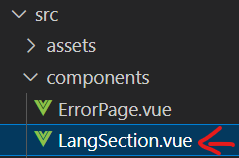 src
assets
components
ErrorPage.vue
LangSection.vue